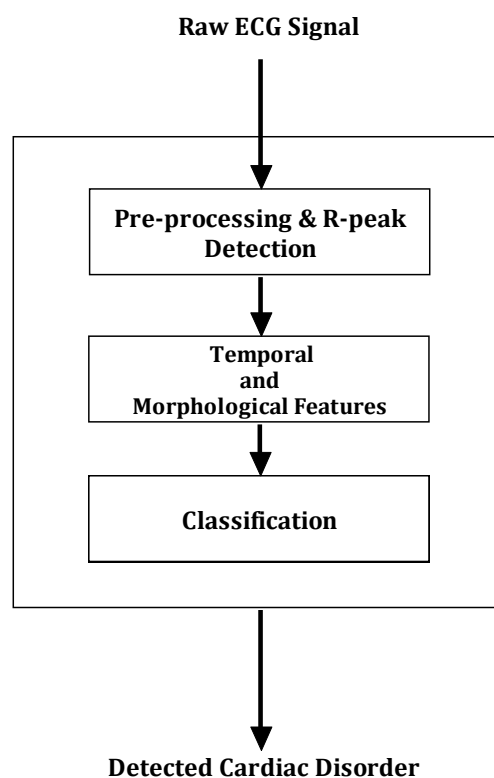 Raw ECG Signal
Pre-processing & R-peak
Detection
Temporal
and
Morphological Features
Classification
Detected Cardiac Disorder